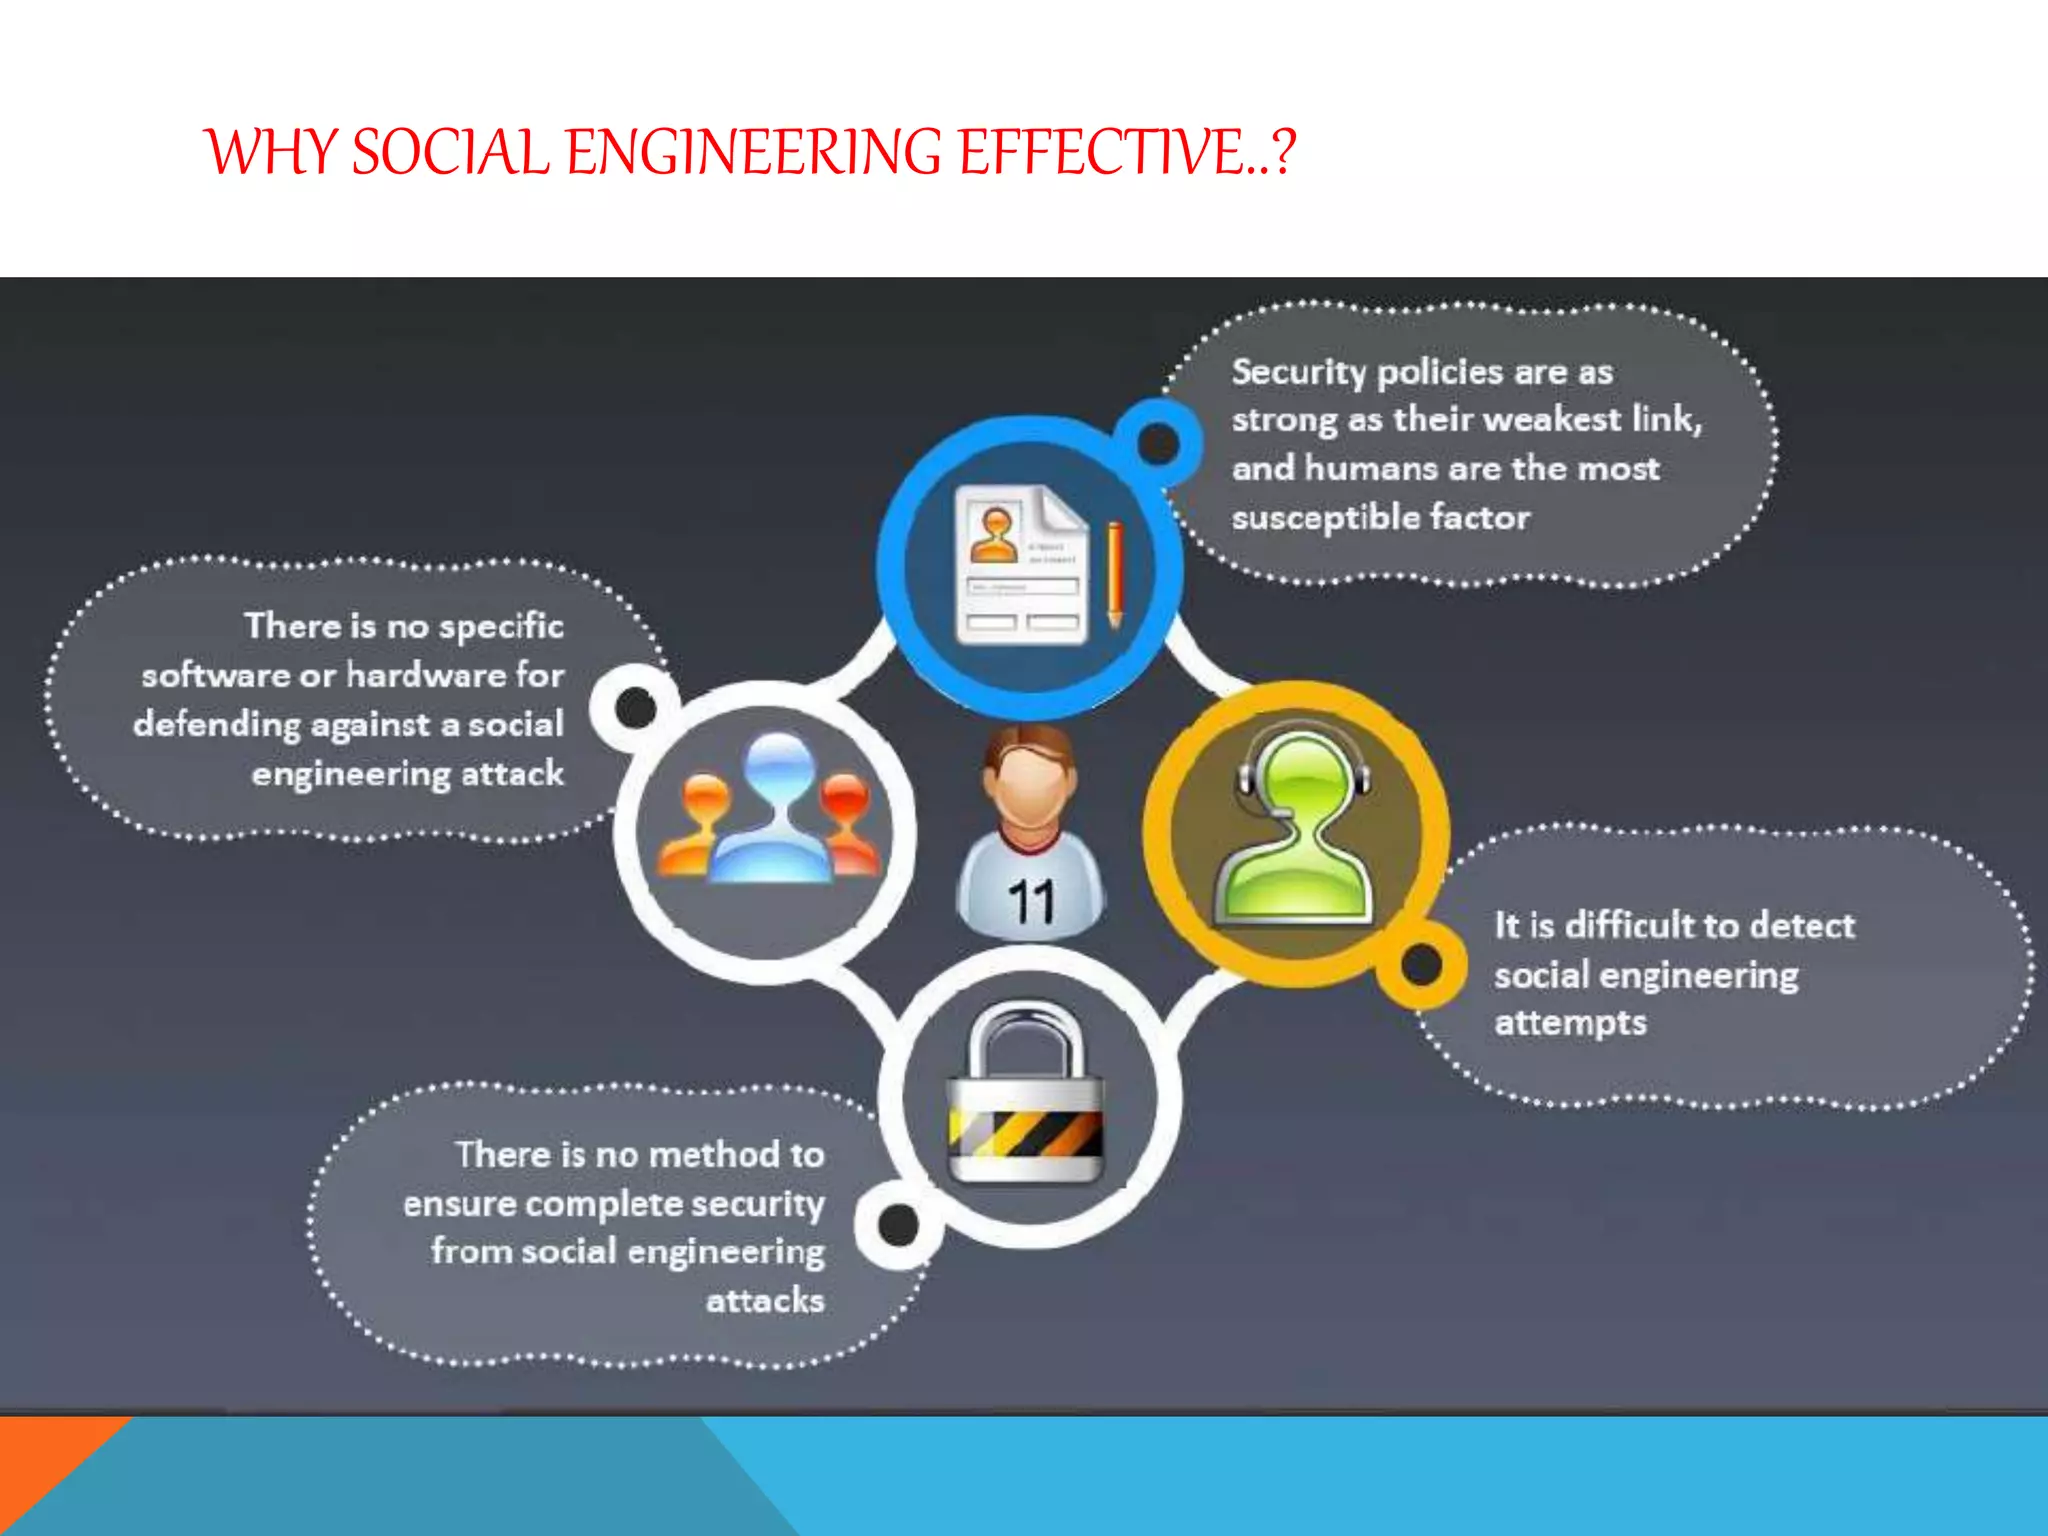 WHY SOCIAL ENGINEERING EFFECTIVE..?
Security policies are as
strong as their weakest link,
and humans are the most
susceptible factor
There is no specific
software or hardware for
defending against a social
engineering attack
11
It is difficult to detect
social engineering
attempts
There is no method to
ensure complete security
from social engineering
attacks